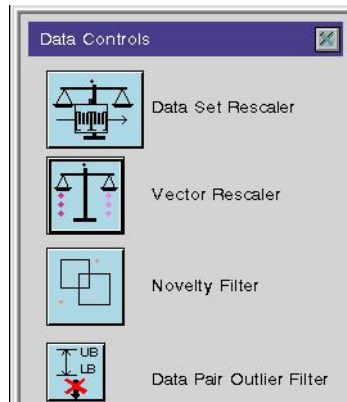 Data Controls
Data Set Rescaler
Vector Rescaler
Novelty Filter
UB
LB
Data Pair Outlier Filter